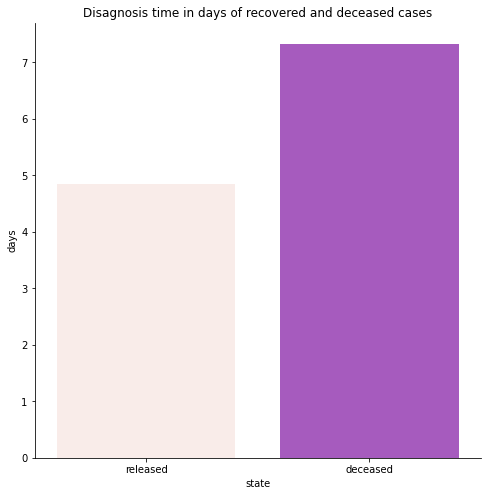 Disagnosis time in days of recovered and deceased cases
7
6
5
4
3
2
1
0
days
released
deceased
state